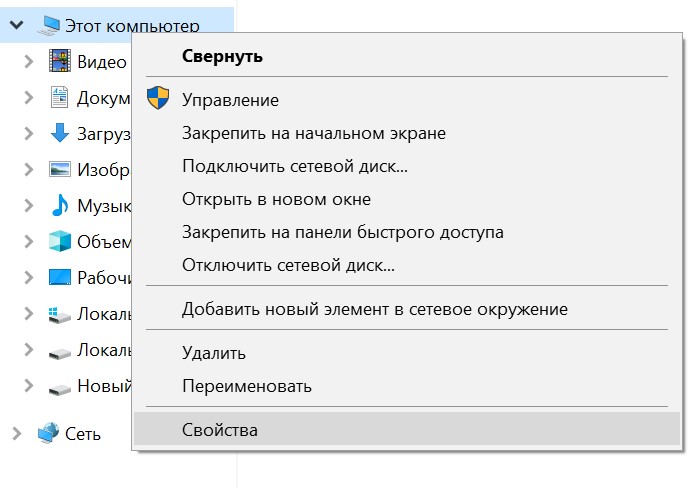 Этот компьютер
Свернуть
Видео
Управление
Докум
Закрепить на начальном экране
Загруз
Подключить сетевой диск...
Изобр
Открыть в новом окне
Музык
Закрепить на панели быстрого доступа
Объем
Отключить сетевой диск...
Рабочи
Добавить новый элемент в сетевое окружение
Локаль
Удалить
Локаль
Переименовать
Новый
Свойства
Сеть